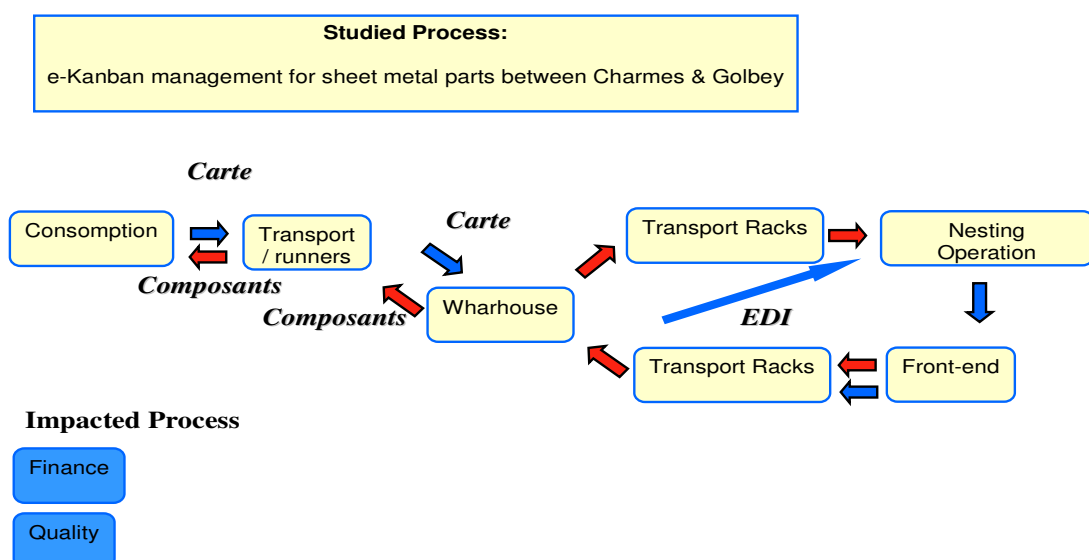 Studied Process:
e-Kanban management for sheet metal parts between Charmes & Golbey
Carte
Carte
Consomption
Transport
/ runners
Transport Racks
Nesting
Operation
Composants
Composants
Wharhouse
EDI
Transport Racks
Front-end
Impacted Process
Finance
Quality